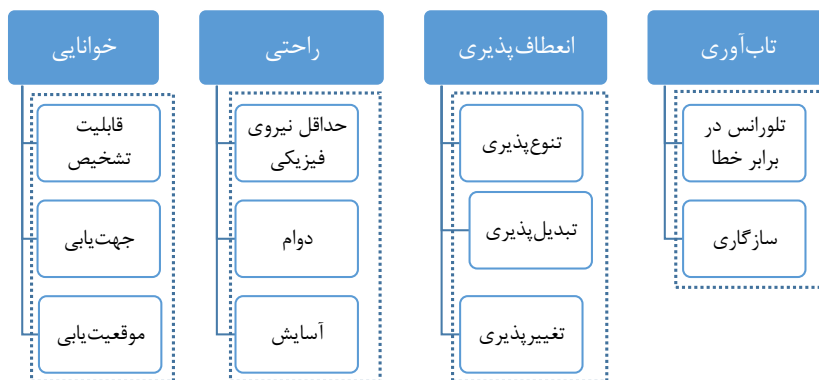 تاب‌آوری
تلورانس در
برابر خطا
سازگاری
انعطاف‌پذیری
تنوع‌پذیری
تبدیل‌پذیری
تغییرپذیری
راحتی
حداقل نیروی
فیزیکی
دوام
آسایش
خوانایی
قابلیت
تشخیص
جهت‌یابی
موقعیت‌یابی